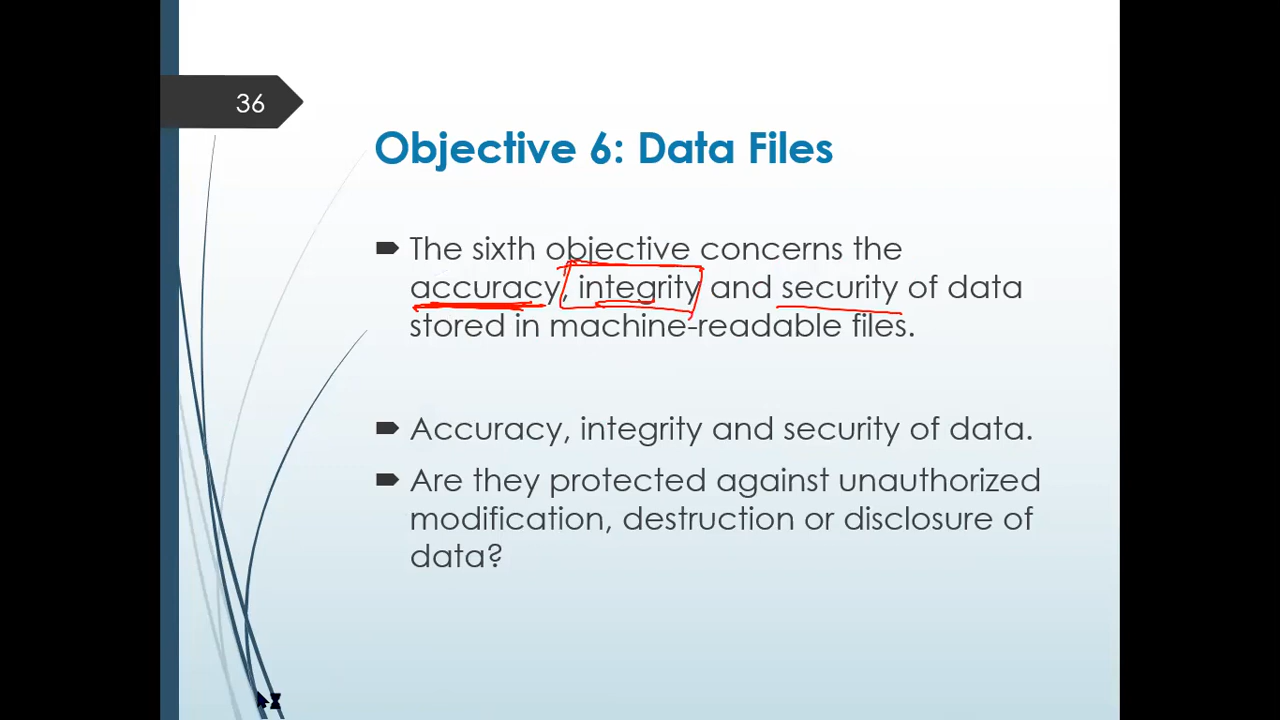 36
Objective 6: Data Files
The sixth objective concerns the
accuracy, integrity and security of data
stored in machine-readable files.
Accuracy, integrity and security of data.
Are they protected against unauthorized
modification, destruction or disclosure of
data?